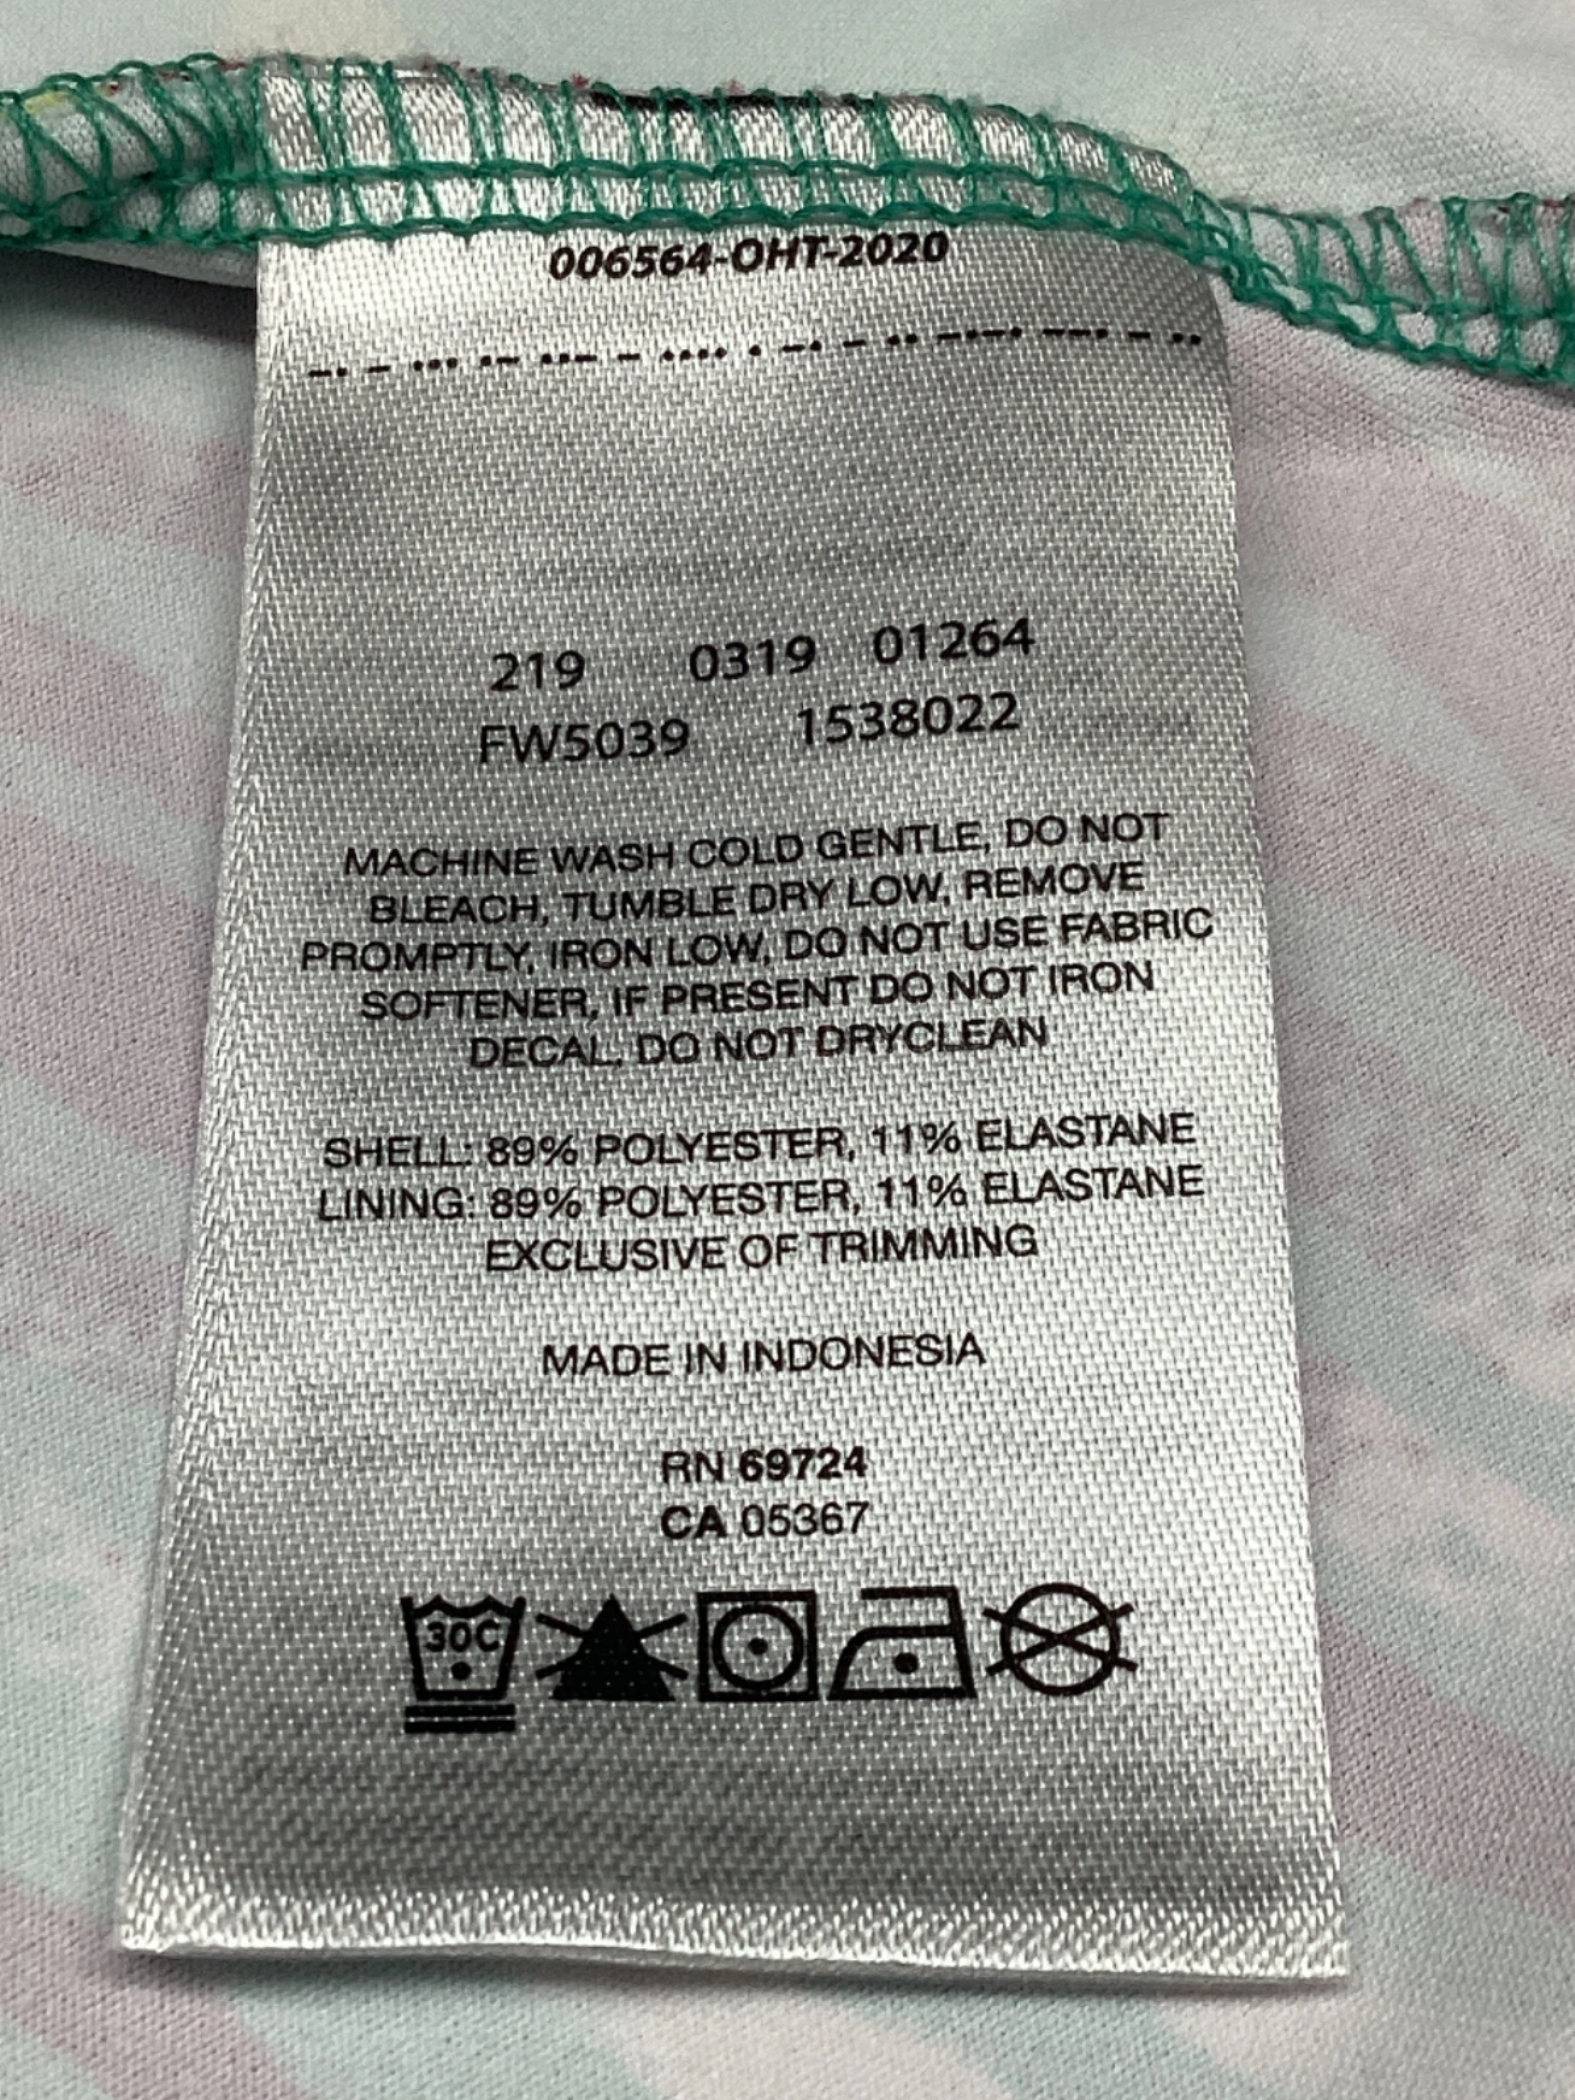 006564-OHT-2020
219 0319 01264
FW5039 1538022
MACHINE WASH COLD GENTLE, DO NOT
BLEACH, TUMBLE DRY LOW, REMOVE
PROMPTLY, IRON LOW, DO NOT USE FABRIC
SOFTENER, IF PRESENT DO NOT IRON
DECAL, DO NOT DRYCLEAN
SHELL: 89% POLYESTER, 11% ELASTANE
LINING: 89% POLYESTER, 11% ELASTANE
EXCLUSIVE OF TRIMMING
MADE IN INDONESIA
RN 69724
CA 05367
30C